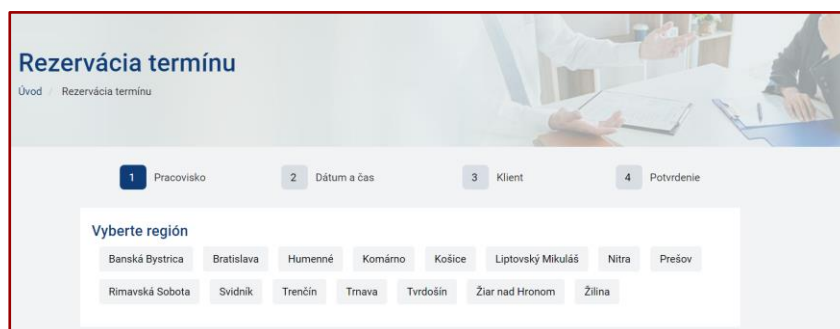 Rezervácia termínu
Úvod / Rezervácia termínu
1 Pracovisko 2 Dátum a čas 3 Klient 4 Potvrdenie
Vyberte región
Banská Bystrica Bratislava Humenné Komárno Košice Liptovský Mikuláš Nitra Prešov
Rimavská Sobota Svidník Trenčín Trnava Tvrdošín Žiar nad Hronom Žilina